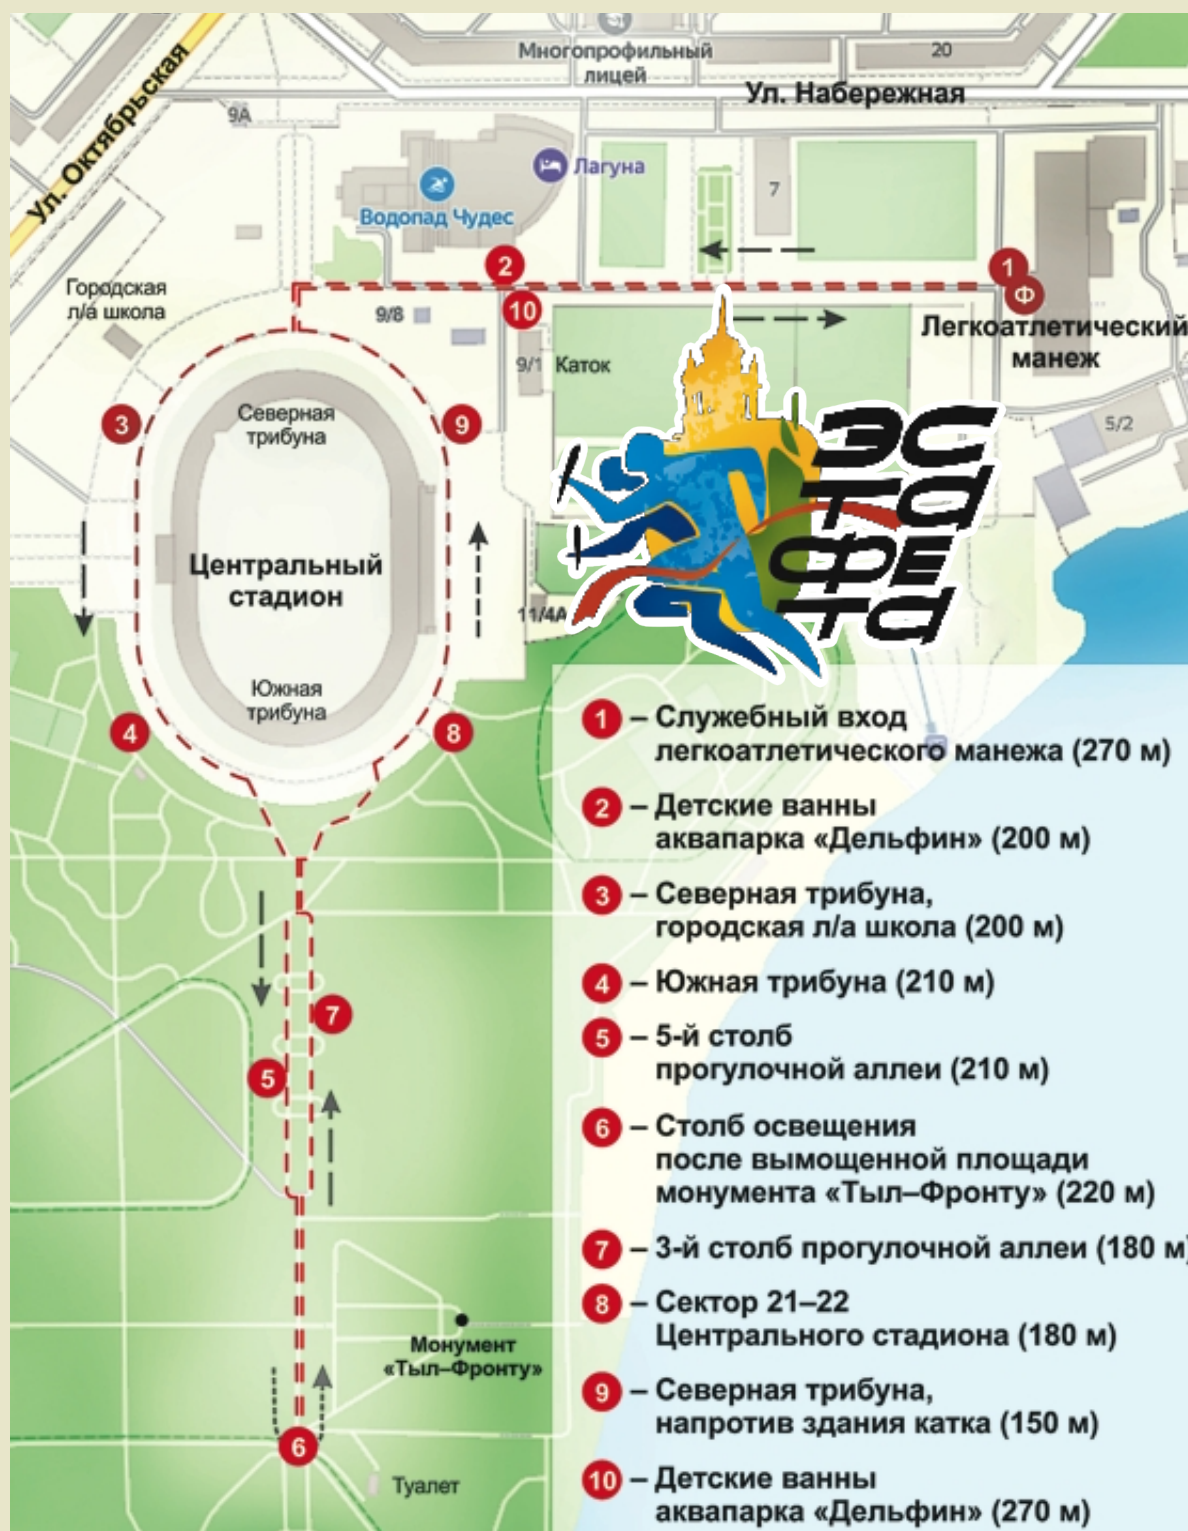 Многопрофильный
лицей
20
Ул. Набережная
Ул. Октябрьская
9А
Лагуна
7
Водопад Чудес
2
1
Городская
л/а школа
Ф
9/8
10
Легкоатлетический
манеж
9/1
Каток
3
Северная
трибуна
9
5/2
ЭС
Та
ФЕ
Та
Центральный
стадион
11/4А
Южная
трибуна
4
8
7
5
Монумент
«Тыл–Фронту»
6
Туалет
1 – Служебный вход
легкоатлетического манежа (270 м)
2 – Детские ванны
аквапарка «Дельфин» (200 м)
3 – Северная трибуна,
городская л/а школа (200 м)
4 – Южная трибуна (210 м)
5 – 5-й столб
прогулочной аллеи (210 м)
6 – Столб освещения
после вымощенной площади
монумента «Тыл–Фронту» (220 м)
7 – 3-й столб прогулочной аллеи (180 м)
8 – Сектор 21–22
Центрального стадиона (180 м)
9 – Северная трибуна,
напротив здания катка (150 м)
10 – Детские ванны
аквапарка «Дельфин» (270 м)